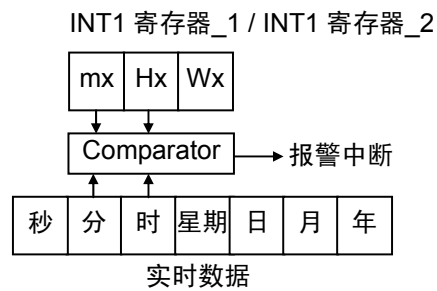 INT1 寄存器_1 / INT1 寄存器_2
mx Hx Wx
Comparator 报警中断
秒 分 时 星期 日 月 年
实时数据